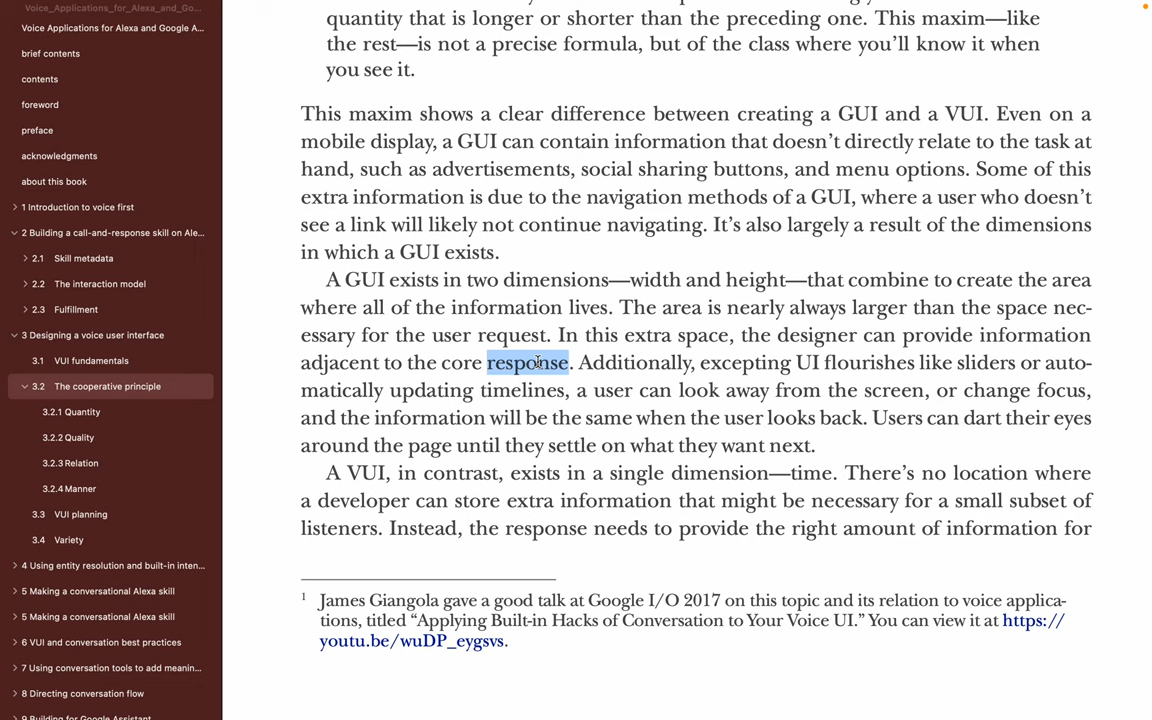 Voice_Applications_for_Alexa_and_Go...
Voice Applications for Alexa and Google A...
brief contents
contents
foreword
preface
acknowledgments
about this book
1 Introduction to voice first
2 Building a call-and-response skill on Ale...
2.1 Skill metadata
2.2 The interaction model
2.3 Fulfillment
3 Designing a voice user interface
3.1 VUI fundamentals
3.2 The cooperative principle
3.2.1 Quantity
3.2.2 Quality
3.2.3 Relation
3.2.4 Manner
3.3 VUI planning
3.4 Variety
4 Using entity resolution and built-in inten...
5 Making a conversational Alexa skill
5 Making a conversational Alexa skill
6 VUI and conversation best practices
7 Using conversation tools to add meanin...
8 Directing conversation flow
9 Building for Google Assistant
quantity that is longer or shorter than the preceding one. This maxim—like
the rest—is not a precise formula, but of the class where you'll know it when
you see it.
This maxim shows a clear difference between creating a GUI and a VUI. Even on a
mobile display, a GUI can contain information that doesn't directly relate to the task at
hand, such as advertisements, social sharing buttons, and menu options. Some of this
extra information is due to the navigation methods of a GUI, where a user who doesn't
see a link will likely not continue navigating. It's also largely a result of the dimensions
in which a GUI exists.
A GUI exists in two dimensions—width and height—that combine to create the area
where all of the information lives. The area is nearly always larger than the space nec-
essary for the user request. In this extra space, the designer can provide information
adjacent to the core response. Additionally, excepting UI flourishes like sliders or auto-
matically updating timelines, a user can look away from the screen, or change focus,
and the information will be the same when the user looks back. Users can dart their eyes
around the page until they settle on what they want next.
A VUI, in contrast, exists in a single dimension—time. There's no location where
a developer can store extra information that might be necessary for a small subset of
listeners. Instead, the response needs to provide the right amount of information for
1 James Giangola gave a good talk at Google I/O 2017 on this topic and its relation to voice applica-
tions, titled “Applying Built-in Hacks of Conversation to Your Voice UI.” You can view it at https://
youtu.be/wuDP_eygsvs.